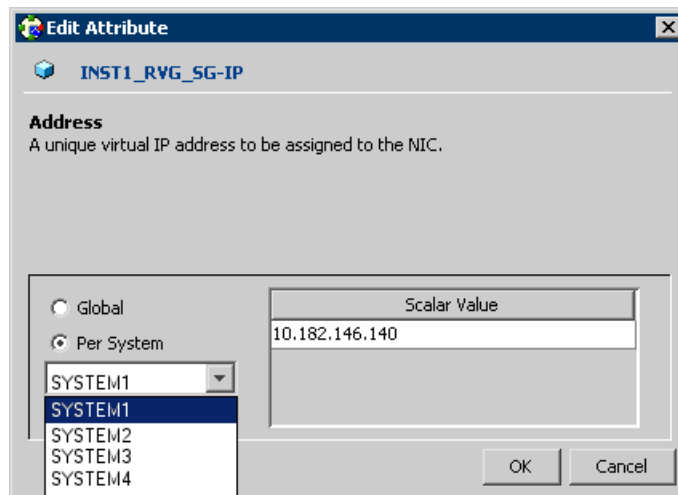 Edit Attribute
INST1_RVG_SG-IP
Address
A unique virtual IP address to be assigned to the NIC.
Global
Per System
SYSTEM1
SYSTEM1
SYSTEM2
SYSTEM3
SYSTEM4
Scalar Value
10.182.146.140
OK
Cancel